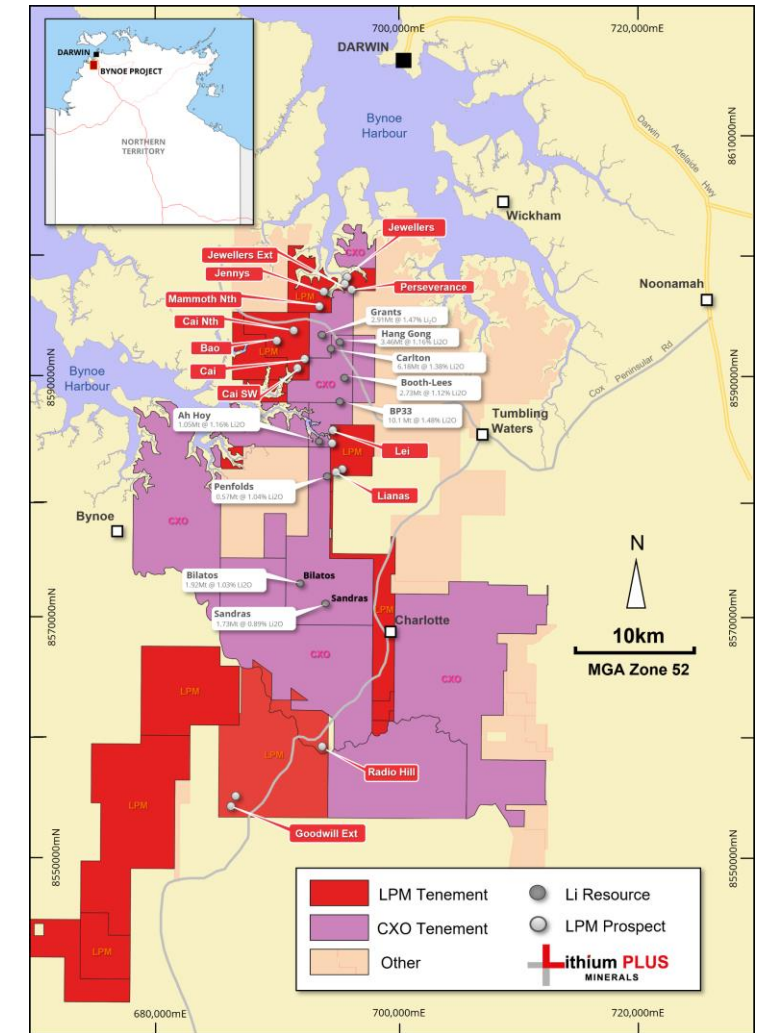 700,000mE
720,000mE
DARWIN
DARWIN
BYNOE PROJECT
NORTHERN
TERRITORY
Bynoe
Harbour
Darwin Adelaide Hwy
8610000mN
8610000mN
Wickham
Jewellers
CXO
Jewellers Ext
Jennys
Perseverance
Noonamah
LPM
Mammoth Nth
Grants
2.91Mt @ 1.47% Li₂O
Cai Nth
Hang Gong
3.46Mt @ 1.16% Li₂O
Bao
LPM
Carlton
6.18Mt @ 1.38% Li2O
Cox Peninsular Rd
Cai
CXO
Bynoe
Harbour
Booth-Lees
2.73Mt @ 1.12% Li2O
8590000mN
8590000mN
Cai SW
BP33
10.1 Mt @ 1.48% Li2O
Ah Hoy
1.05Mt @ 1.16% Li2O
Tumbling
Waters
Lei
LPM
Penfolds
0.57Mt @ 1.04% Li2O
Lianas
Bynoe
CXO
Bilatos
1.92Mt @ 1.03% Li2O
Bilatos
N
Sandras
Sandras
1.73Mt @ 0.89% Li2O
LPM
Charlotte
8570000mN
8570000mN
10km
MGA Zone 52
CXO
CXO
LPM
LPM
Radio Hill
LPM
Goodwill Ext
8550000mN
8550000mN
LPM Tenement
Li Resource
CXO Tenement
LPM Prospect
Other
Lithium PLUS
MINERALS
LPM
680,000mE
700,000mE
720,000mE